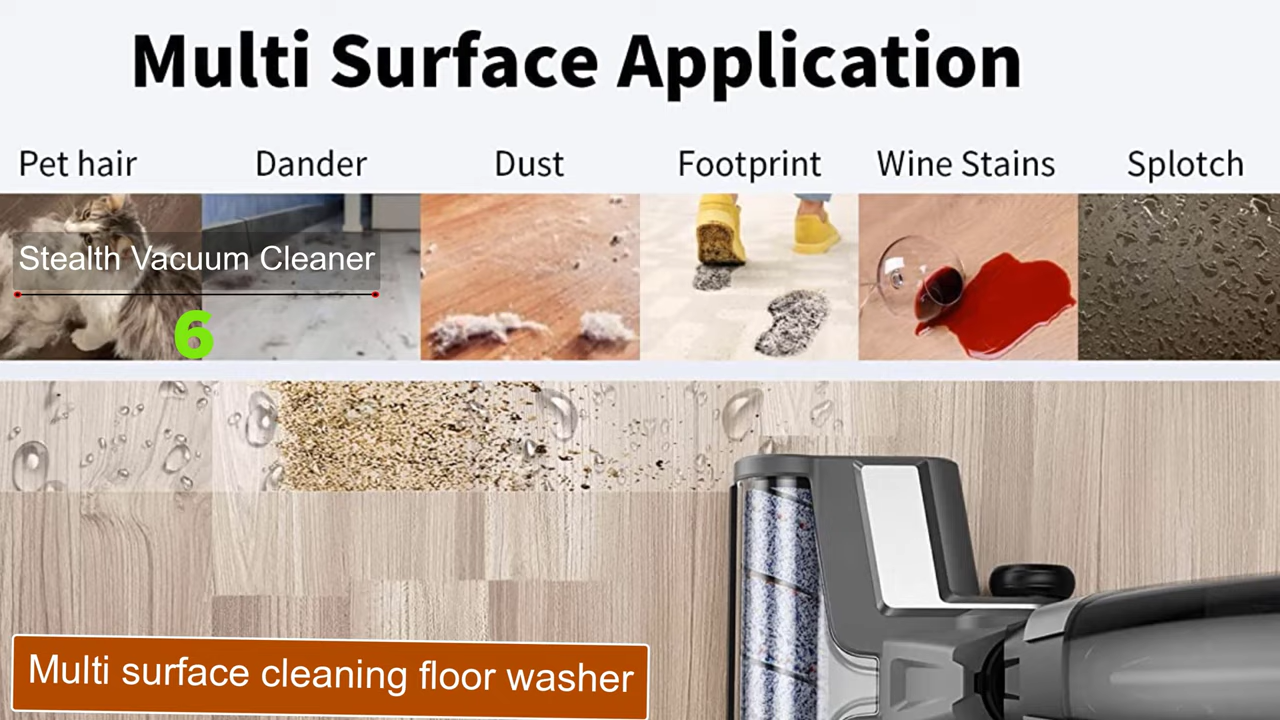 Multi Surface Application
Pet hair Dander Dust Footprint Wine Stains Splotch
Stealth Vacuum Cleaner
6
Multi surface cleaning floor washer